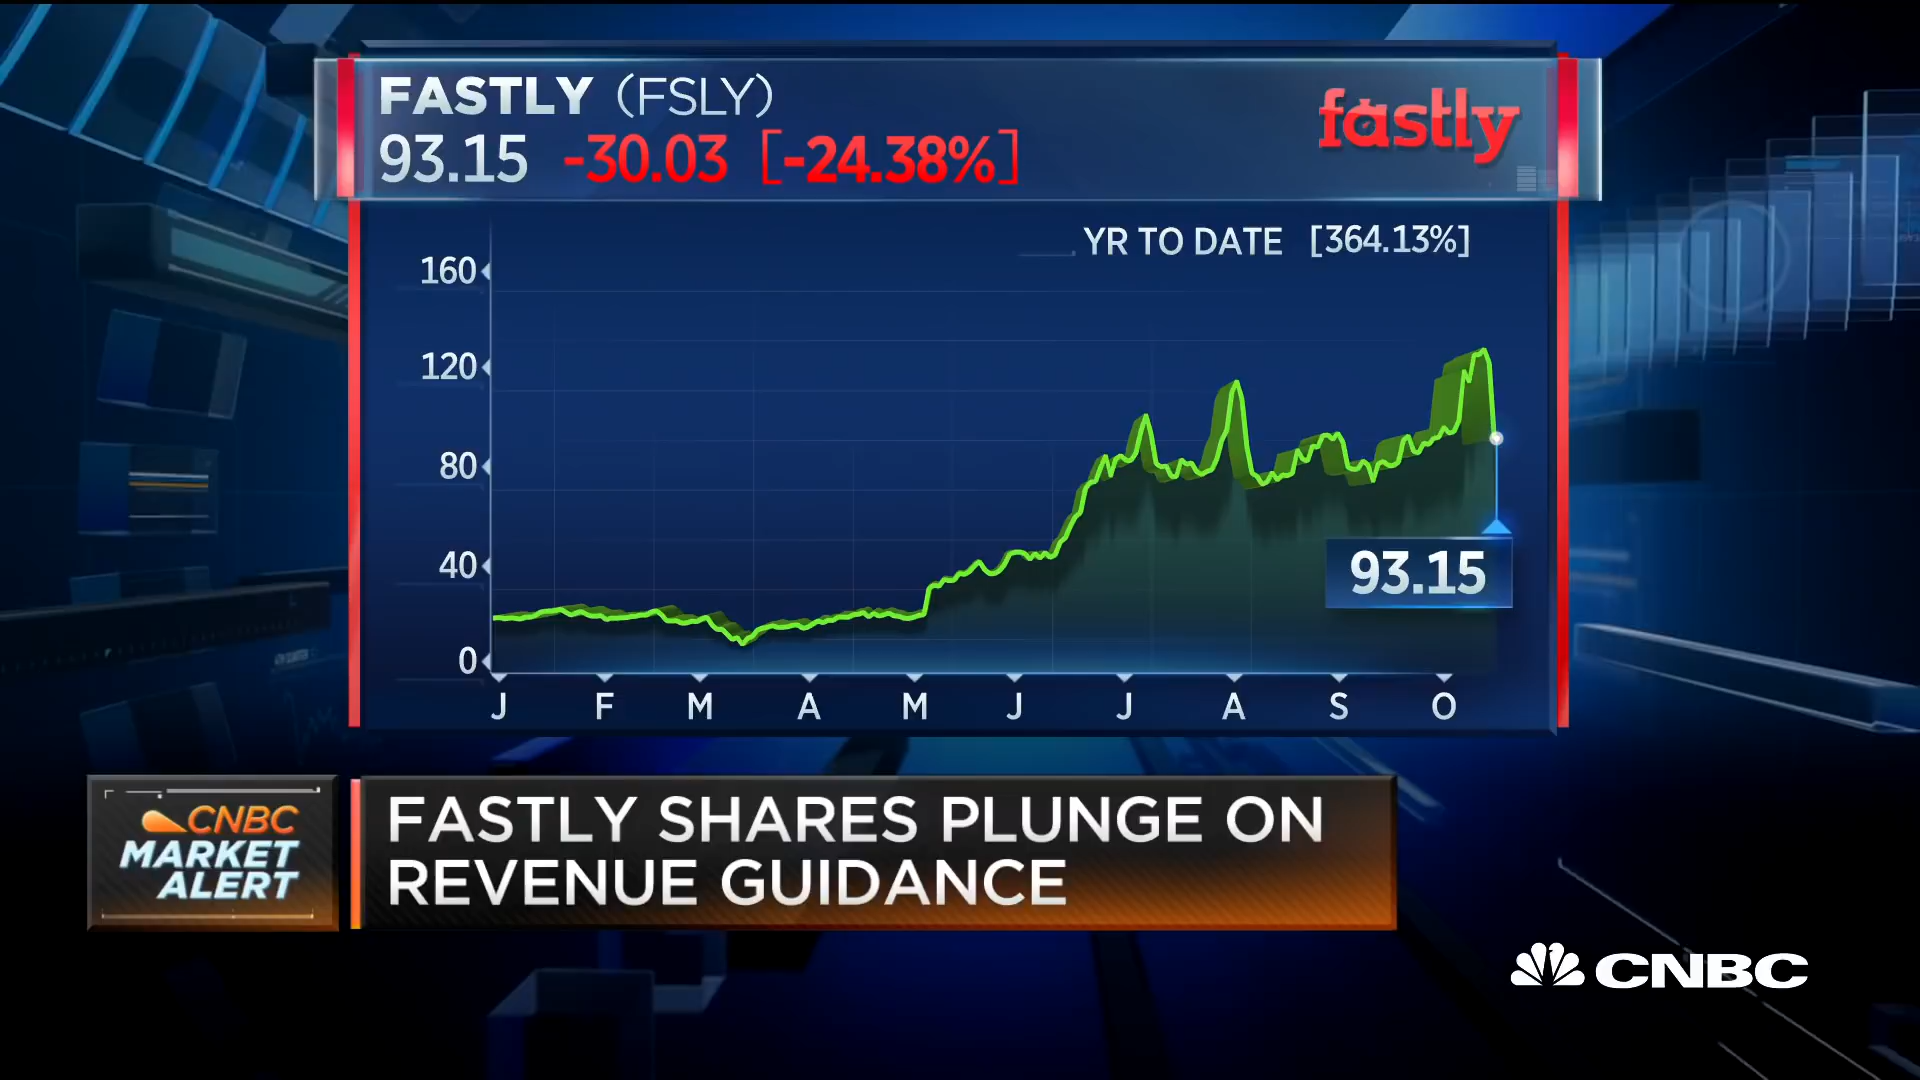 FASTLY (FSLY)
93.15 -30.03 [-24.38%]
fastly
YR TO DATE [364.13%]
160
120
80
40
0
J F M A M J J A S O
93.15
CNBC
MARKET
ALERT
FASTLY SHARES PLUNGE ON
REVENUE GUIDANCE
CNBC